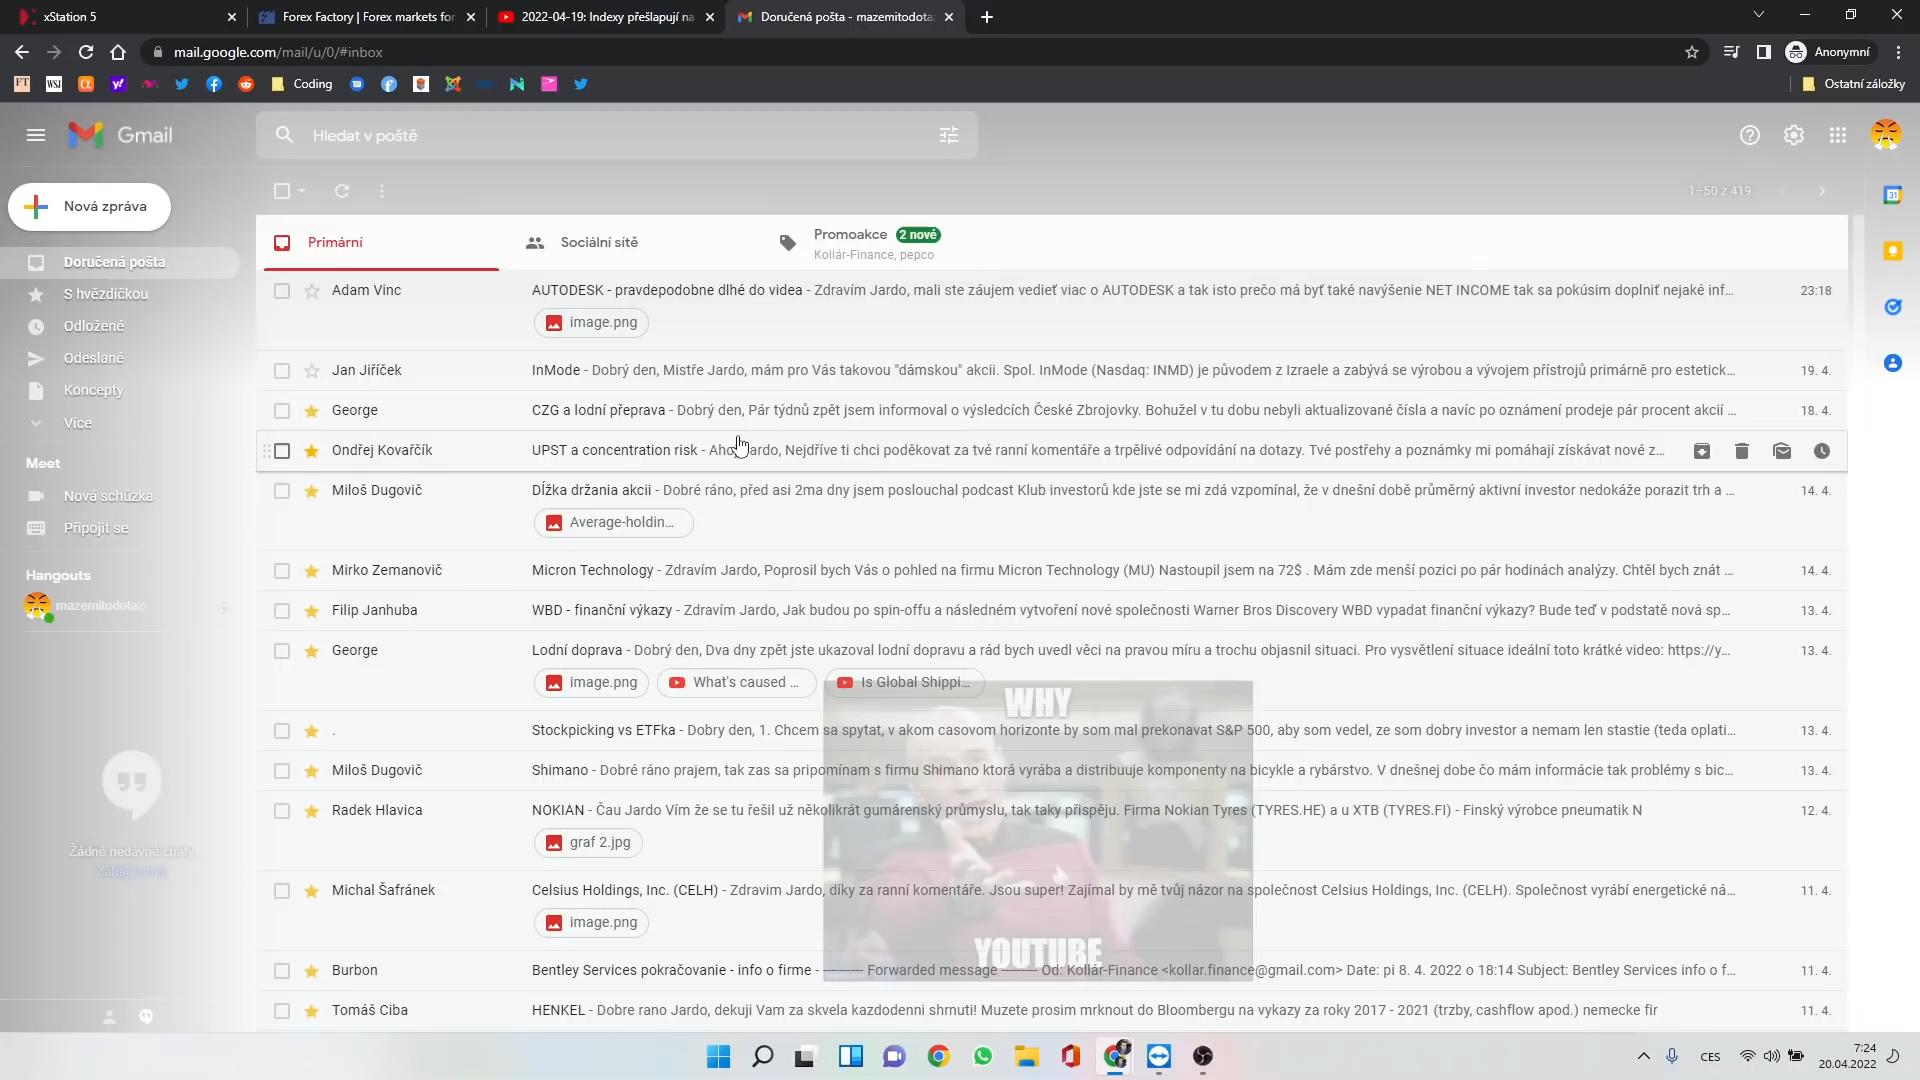 xStation 5
Forex Factory | Forex markets for
2022-04-19: Indexy přešlapují na
Doručená pošta - mazemitodotaz
mail.google.com/mail/u/0/#inbox
Anonymní
FT
WSJ
Coding
Ostatní záložky
Gmail
Hledat v poště
Nová zpráva
1–50 z 419
Primární
Sociální sítě
Promoakce 2 nové
Kollár-Finance, pepco
Doručená pošta
S hvězdičkou
Odložené
Odeslané
Koncepty
Více
Meet
Nová schůzka
Připojit se
Hangouts
mazemitodotaz
Žádné nedávné chaty
Adam Vinc AUTODESK - pravdepodobne dlhé do videa - Zdravím Jardo, mali ste záujem vedieť viac o AUTODESK a tak isto prečo má byť také navýšenie NET INCOME tak sa pokúsim doplniť nejaké inf... 23:18
image.png
Jan Jiříček InMode - Dobrý den, Mistře Jardo, mám pro Vás takovou "dámskou" akcii. Spol. InMode (Nasdaq: INMD) je původem z Izraele a zabývá se výrobou a vývojem přístrojů primárně pro estetick... 19. 4.
George CZG a lodní přeprava - Dobrý den, Pár týdnů zpět jsem informoval o výsledcích České Zbrojovky. Bohužel v tu dobu nebyli aktualizované čísla a navíc po oznámení prodeje pár procent akcií ... 18. 4.
Ondřej Kovařčík UPST a concentration risk - Ahoj Jardo, Nejdříve ti chci poděkovat za tvé ranní komentáře a trpělivé odpovídání na dotazy. Tvé postřehy a poznámky mi pomáhají získávat nové z...
Miloš Dugovič Dĺžka držania akcii - Dobré ráno, před asi 2ma dny jsem poslouchal podcast Klub investorů kde jste se mi zdá vzpomínal, že v dnešní době průměrný aktivní investor nedokáže porazit trh a ... 14. 4.
Average-holdin...
Mirko Zemanovič Micron Technology - Zdravím Jardo, Poprosil bych Vás o pohled na firmu Micron Technology (MU) Nastoupil jsem na 72$ . Mám zde menší pozici po pár hodinách analýzy. Chtěl bych znát ... 14. 4.
Filip Janhuba WBD - finanční výkazy - Zdravím Jardo, Jak budou po spin-offu a následném vytvoření nové společnosti Warner Bros Discovery WBD vypadat finanční výkazy? Bude teď v podstatě nová sp... 13. 4.
George Lodní doprava - Dobrý den, Dva dny zpět jste ukazoval lodní dopravu a rád bych uvedl věci na pravou míru a trochu objasnil situaci. Pro vysvětlení situace ideální toto krátké video: https://y... 13. 4.
image.png What's caused ... Is Global Shippi...
WHY
. Stockpicking vs ETFka - Dobry den, 1. Chcem sa spytat, v akom casovom horizonte by som mal prekonavat S&P 500, aby som vedel, ze som dobry investor a nemam len stastie (teda oplati... 13. 4.
Miloš Dugovič Shimano - Dobré ráno prajem, tak zas sa pripomínam s firmu Shimano ktorá vyrába a distribuuje komponenty na bicykle a rybárstvo. V dnešnej dobe čo mám informácie tak problémy s bic... 13. 4.
Radek Hlavica NOKIAN - Čau Jardo Vím že se tu řešil už několikrát gumárenský průmyslu, tak taky přispěju. Firma Nokian Tyres (TYRES.HE) a u XTB (TYRES.FI) - Finský výrobce pneumatik N 12. 4.
graf 2.jpg
Michal Šafránek Celsius Holdings, Inc. (CELH) - Zdravim Jardo, díky za ranní komentáře. Jsou super! Zajímal by mě tvůj názor na společnost Celsius Holdings, Inc. (CELH). Společnost vyrábí energetické ná... 11. 4.
image.png
YOUTUBE
Burbon Bentley Services pokračovanie - info o firme - ---------- Forwarded message --------- Od: Kollár-Finance <kollar.finance@gmail.com> Date: pi 8. 4. 2022 o 18:14 Subject: Bentley Services info o f... 11. 4.
Tomáš Ciba HENKEL - Dobre rano Jardo, dekuji Vam za skvela kazdodenni shrnuti! Muzete prosim mrknout do Bloombergu na vykazy za roky 2017 - 2021 (trzby, cashflow apod.) nemecke fir 11. 4.
CES
7:24
20.04.2022